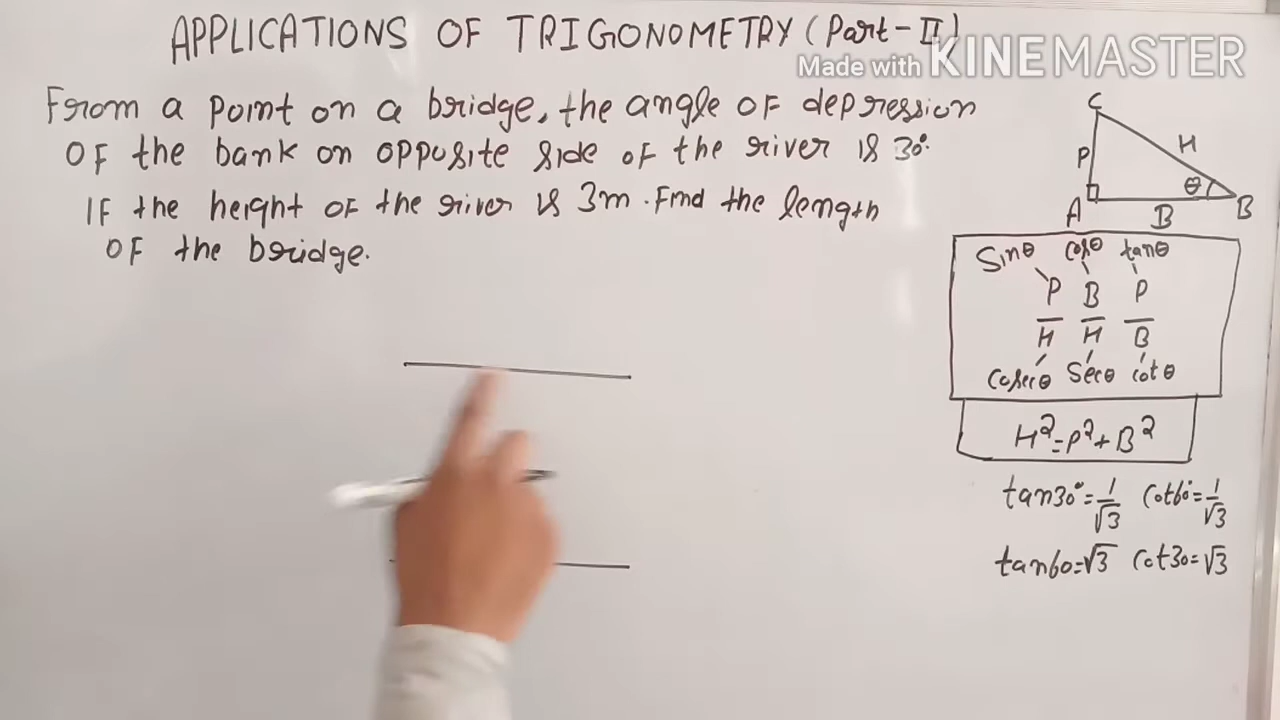 APPLICATIONS OF TRIGONOMETRY (Part-II)
Made with KINEMASTER
From a point on a bridge, the angle of depression
of the bank on opposite side of the river is 30°.
If the height of the river is 3m. Find the length
of the bridge.
C
P H
θ
A B B
Sinθ Cosθ tanθ
P B P
H H B
Cosecθ Secθ Cotθ
H²=P²+B²
tan30°=1/√3 Cot60°=1/√3
tan60=√3 Cot30=√3